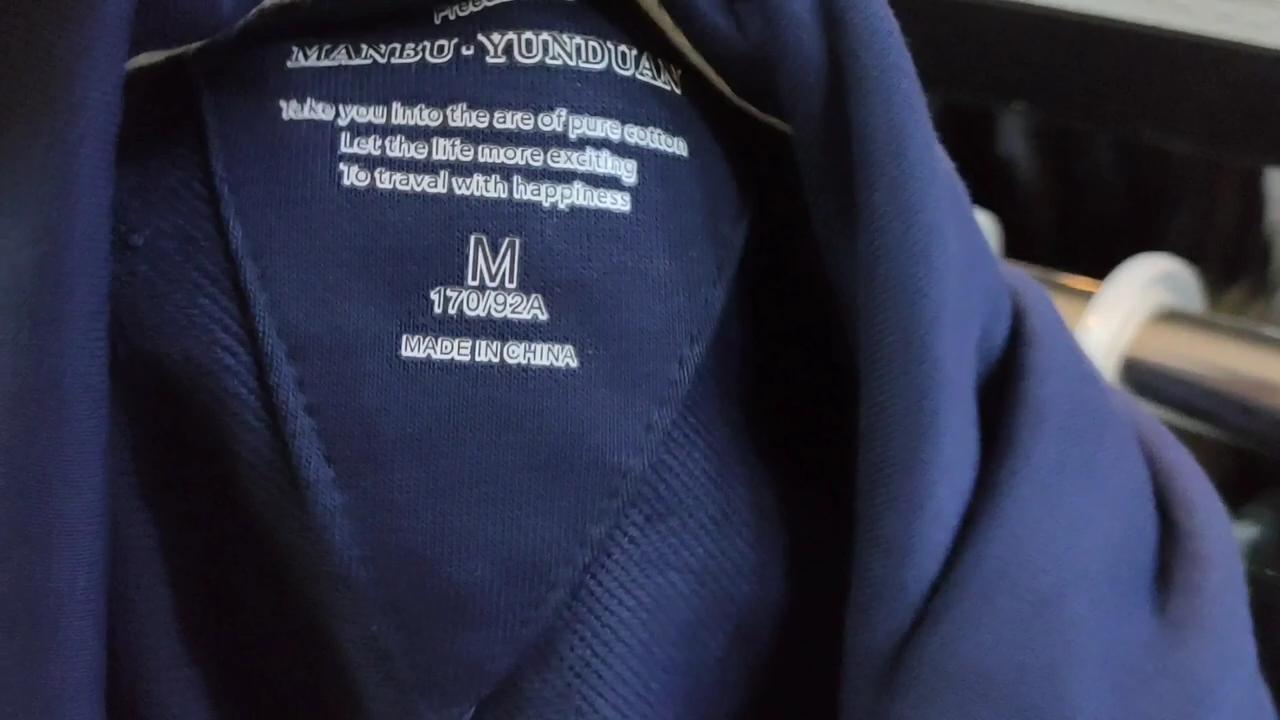 MANBU·YUNDUAN
Take you into the are of pure cotton
Let the life more exciting
To traval with happiness
M
170/92A
MADE IN CHINA